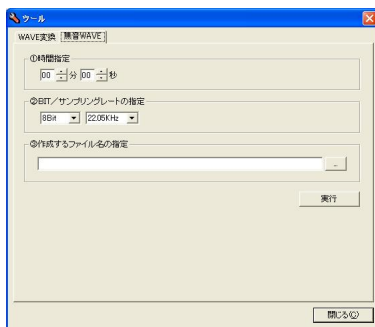 ツール
WAVE変換 無音WAVE
①時間指定
00 分 00 秒
②BIT／サンプリングレートの指定
8Bit 22.05KHz
③作成するファイル名の指定
..
実行
閉じる(C)